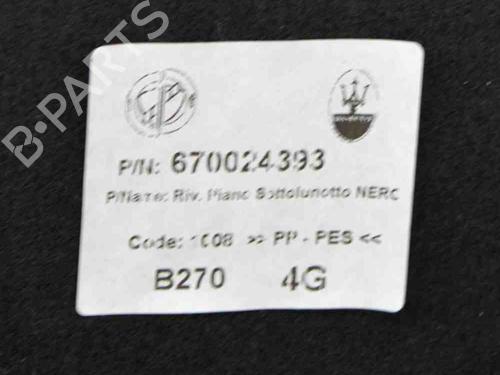 B-PARTS
P/N: 670024393
P/Name: Riv. Piano Sottolunotto NERO
Code: 1008 >> PP - PES <<
B270 4G